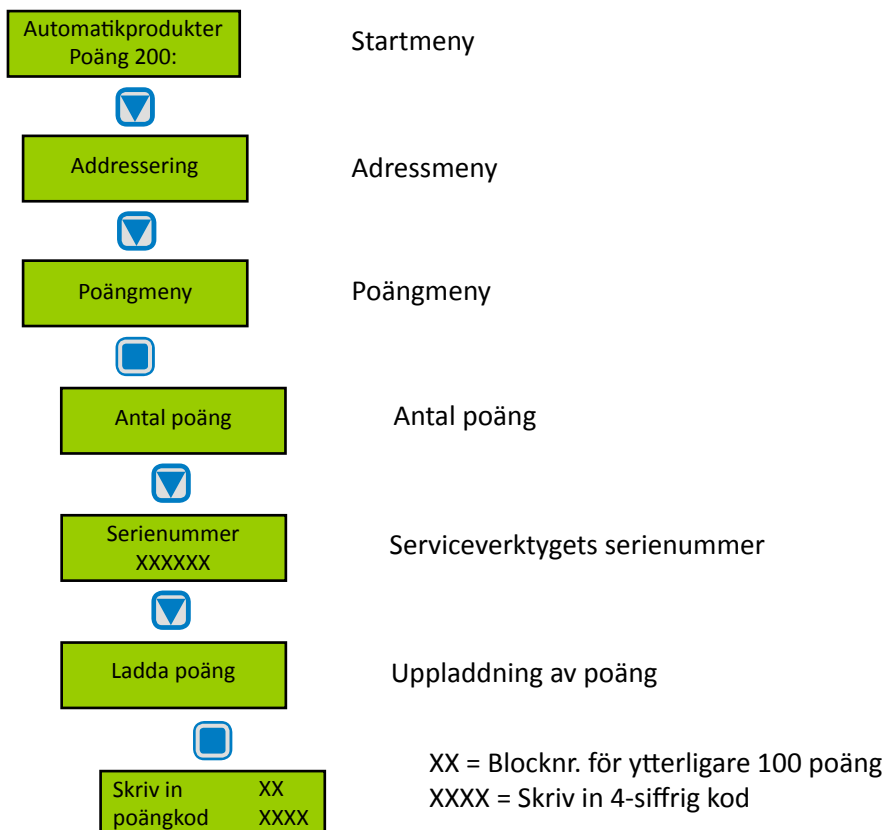 Automatikprodukter
Poäng 200:
Startmeny
Addressering
Adressmeny
Poängmeny
Poängmeny
Antal poäng
Antal poäng
Serienummer
XXXXXX
Serviceverktygets serienummer
Ladda poäng
Uppladdning av poäng
Skriv in XX
poängkod XXXX
XX = Blocknr. för ytterligare 100 poäng
XXXX = Skriv in 4-siffrig kod